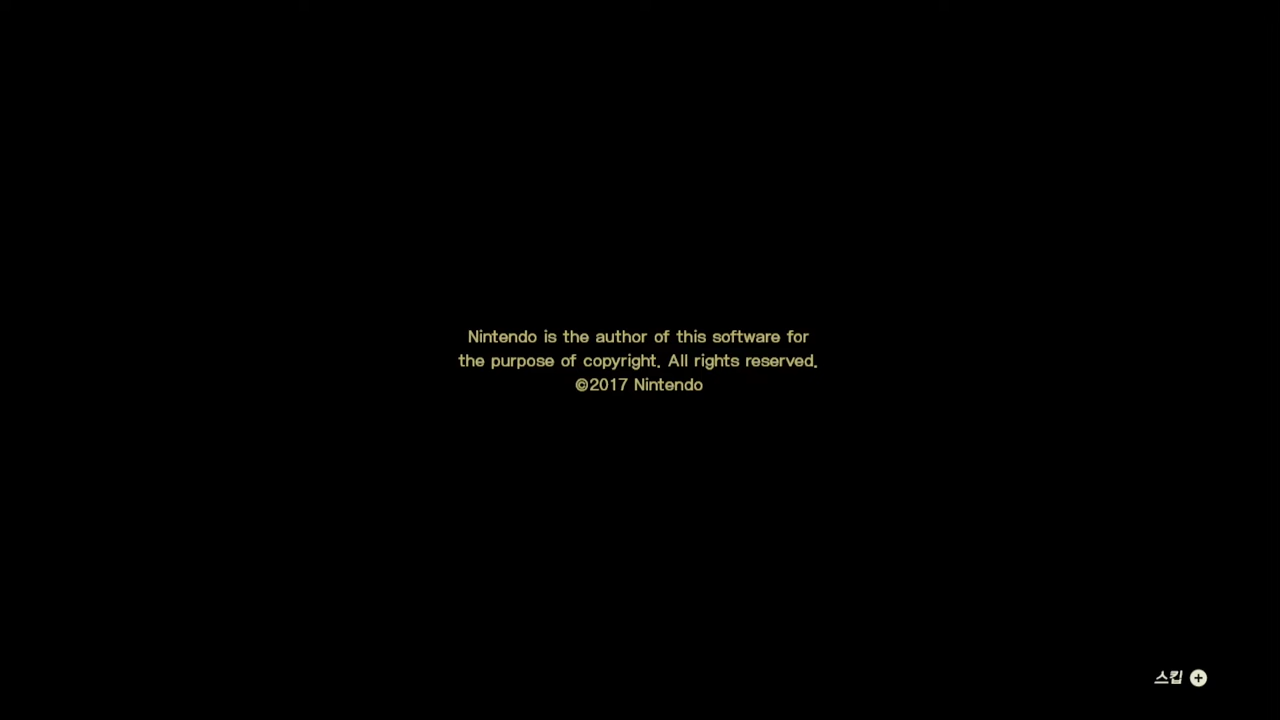 Nintendo is the author of this software for
the purpose of copyright. All rights reserved.
©2017 Nintendo
스킵